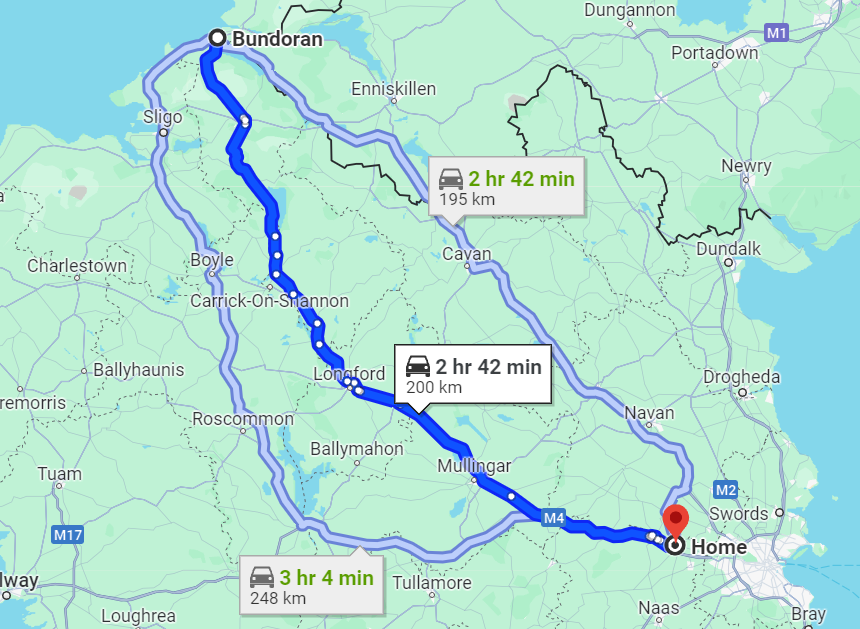 Dungannon
M1
Bundoran
Portadown
Enniskillen
Sligo
Newry
2 hr 42 min
195 km
Dundalk
Cavan
Boyle
Charlestown
Carrick-On-Shannon
2 hr 42 min
200 km
Longford
Ballyhaunis
Drogheda
remorris
Navan
Roscommon
Ballymahon
Mullingar
Tuam
M2
Swords
M4
M17
Home
3 hr 4 min
248 km
Tullamore
lway
Naas
Loughrea
Bray